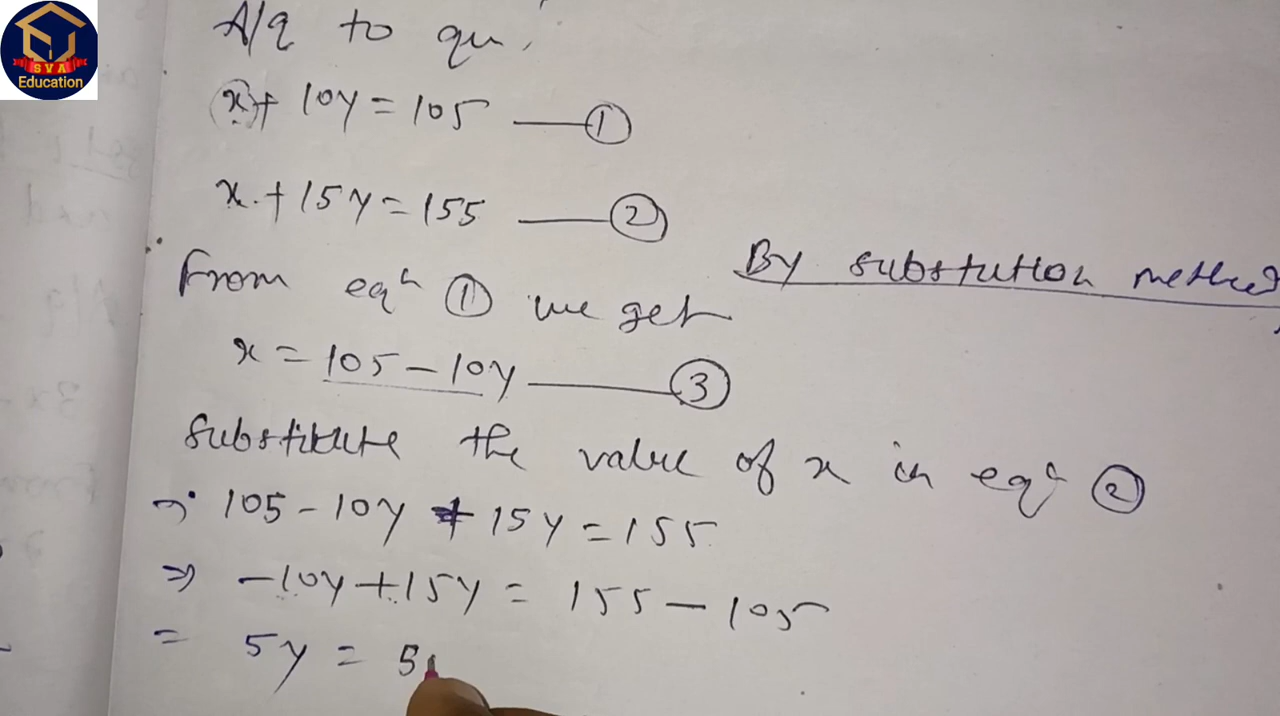 SVA
Education
A/q to qu.
x + 10y = 105 —— ①
x + 15y = 155 —— ②
By substution method
From eqn ① we get
x = 105 - 10y —— ③
substitute the value of x in eqn ②
⇒ 105 - 10y + 15y = 155
⇒ -10y + 15y = 155 - 105
= 5y = 5